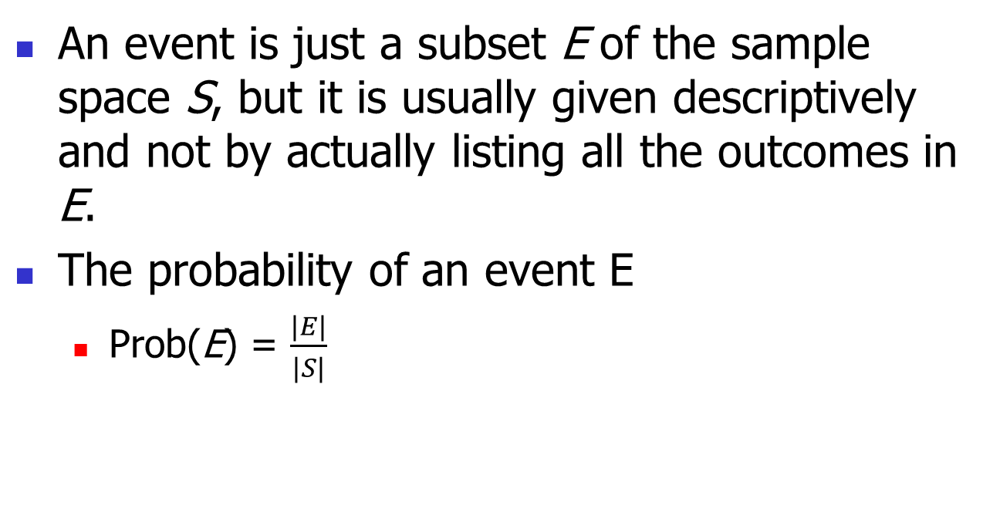 An event is just a subset E of the sample
space S, but it is usually given descriptively
and not by actually listing all the outcomes in
E.
The probability of an event E
Prob(E) = |E| / |S|